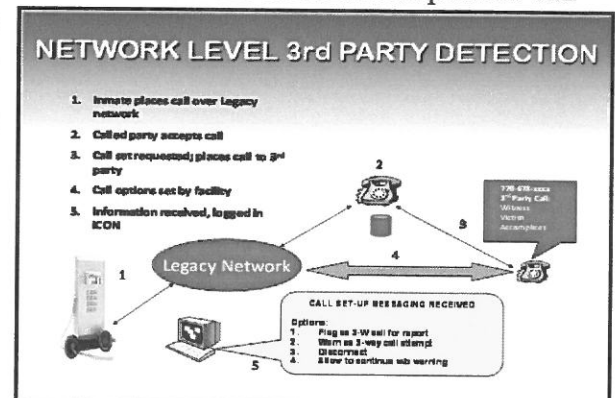 NETWORK LEVEL 3rd PARTY DETECTION
1. Inmate places call over Legacy
network
2. Called party accepts call
3. Call set requested; places call to 3rd
party
4. Call options set by facility
5. Information received, logged in
ICON
2
770-678-xxxx
3rd Party Call:
Witness
Victim
Accomplices
3
4
1
Legacy Network
CALL SET-UP MESSAGING RECEIVED
Options:
1. Flag as 3-W call for report
2. Warn as 3-way call attempt
3. Disconnect
4. Allow to continue w/o warning
5